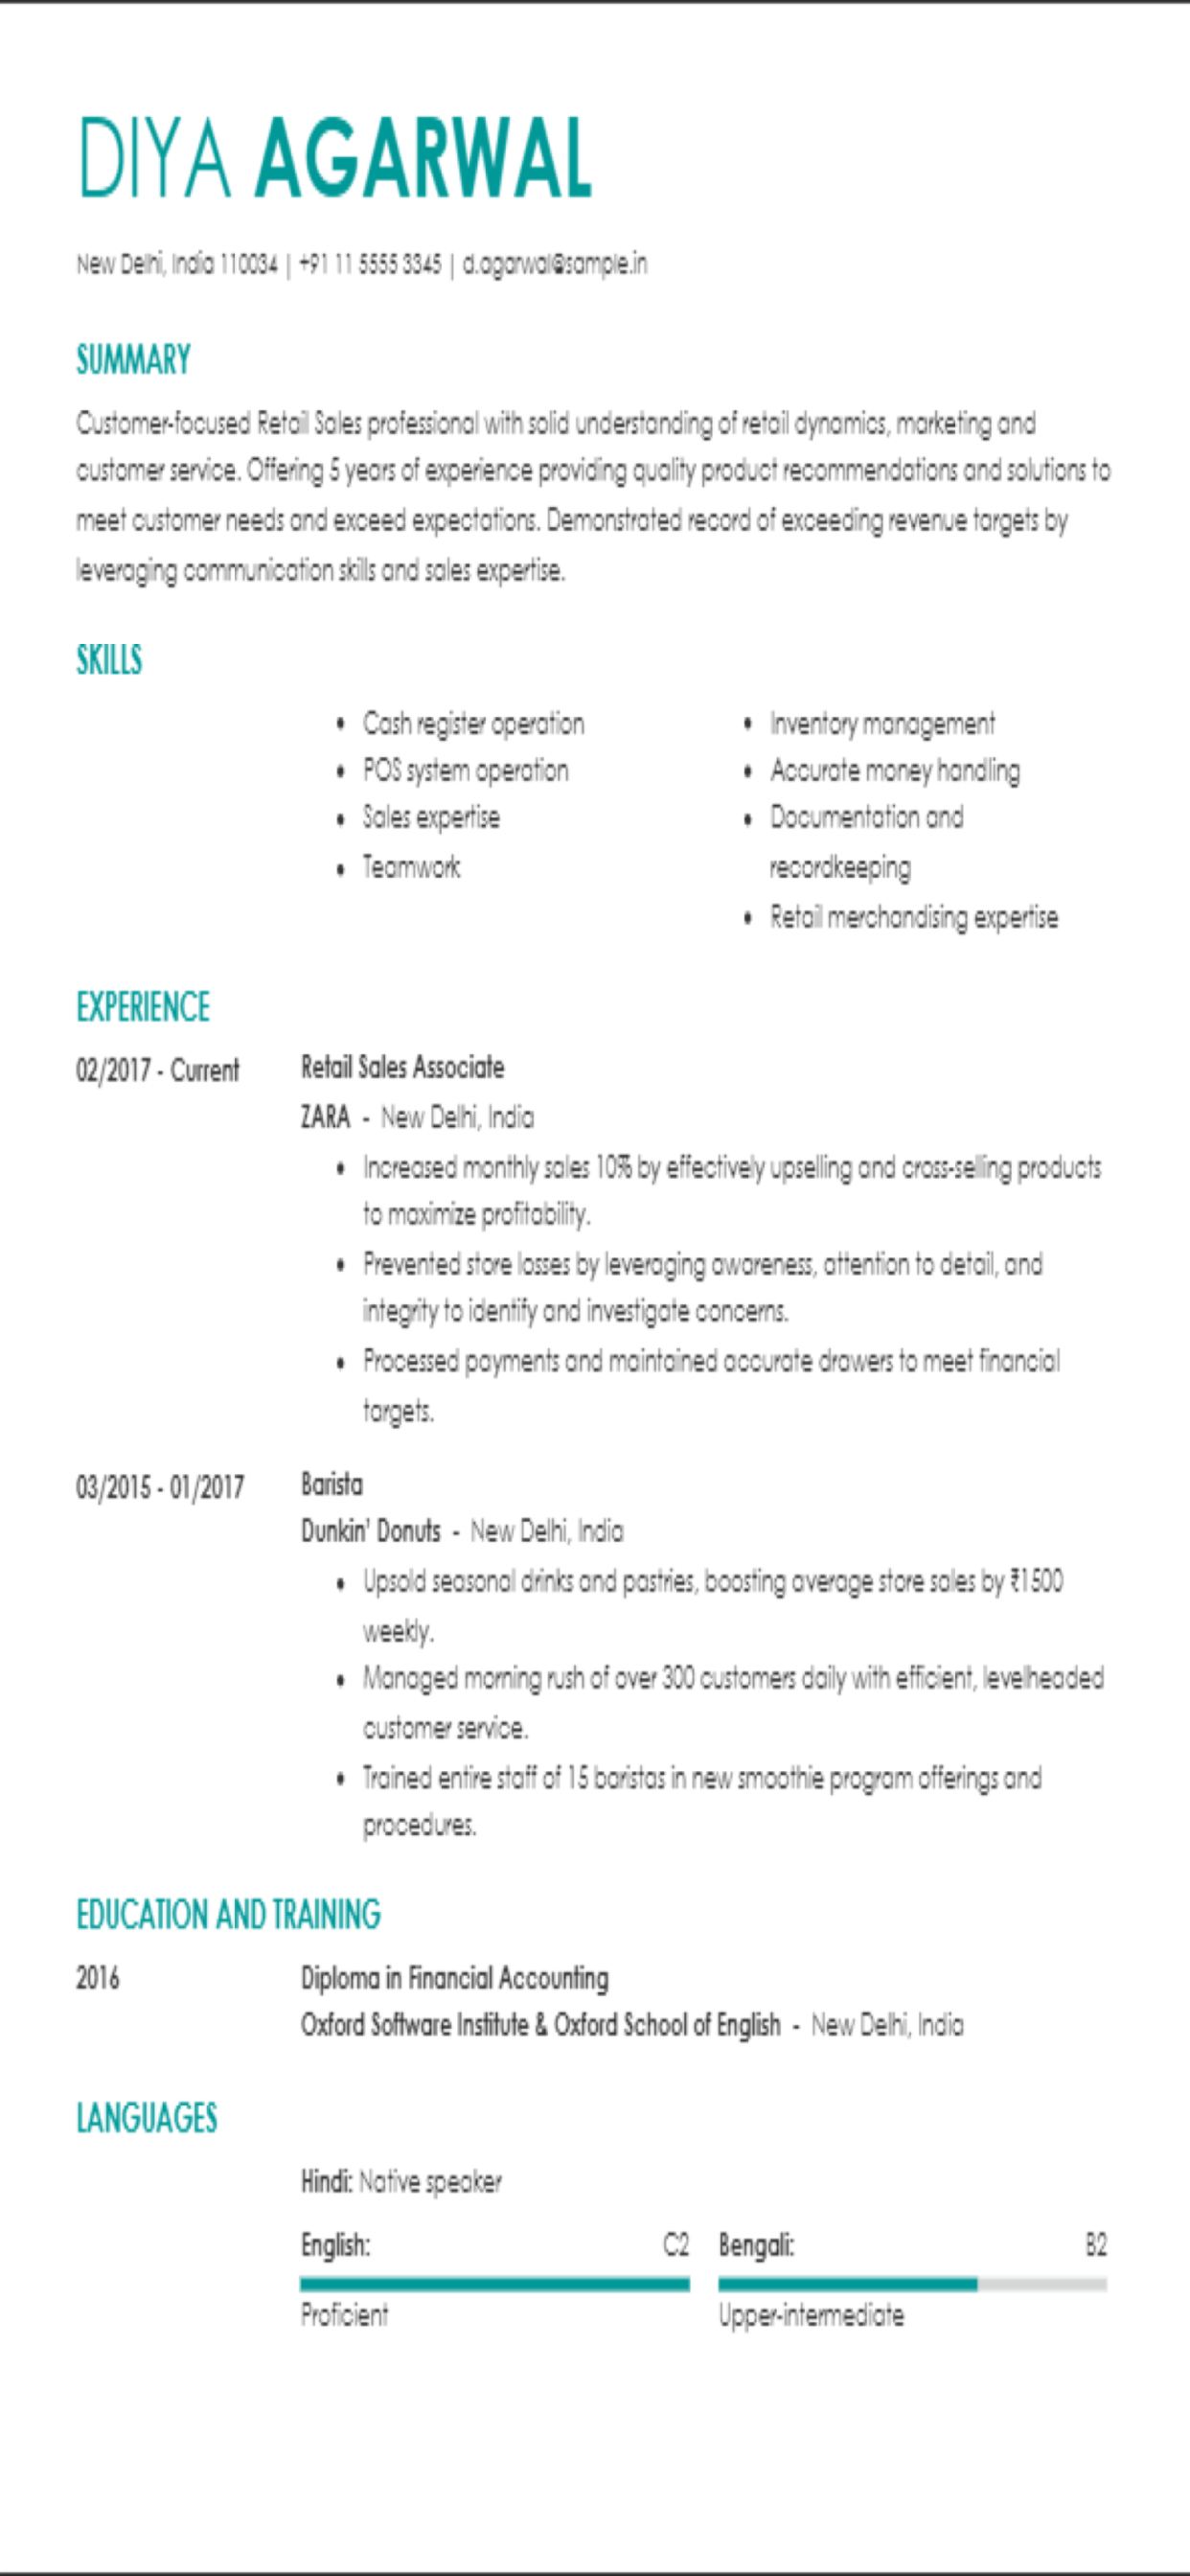 DIYA AGARWAL
New Delhi, India 110034 | +91 11 5555 3345 | d.agarwal@sample.in
SUMMARY
Customer-focused Retail Sales professional with solid understanding of retail dynamics, marketing and
customer service. Offering 5 years of experience providing quality product recommendations and solutions to
meet customer needs and exceed expectations. Demonstrated record of exceeding revenue targets by
leveraging communication skills and sales expertise.
SKILLS
• Cash register operation
• POS system operation
• Sales expertise
• Teamwork
• Inventory management
• Accurate money handling
• Documentation and
recordkeeping
• Retail merchandising expertise
EXPERIENCE
02/2017 - Current Retail Sales Associate
ZARA - New Delhi, India
• Increased monthly sales 10% by effectively upselling and cross-selling products
to maximize profitability.
• Prevented store losses by leveraging awareness, attention to detail, and
integrity to identify and investigate concerns.
• Processed payments and maintained accurate drawers to meet financial
targets.
03/2015 - 01/2017 Barista
Dunkin' Donuts - New Delhi, India
• Upsold seasonal drinks and pastries, boosting average store sales by ₹1500
weekly.
• Managed morning rush of over 300 customers daily with efficient, levelheaded
customer service.
• Trained entire staff of 15 baristas in new smoothie program offerings and
procedures.
EDUCATION AND TRAINING
2016 Diploma in Financial Accounting
Oxford Software Institute & Oxford School of English - New Delhi, India
LANGUAGES
Hindi: Native speaker
English: C2 Bengali: B2
Proficient Upper-intermediate